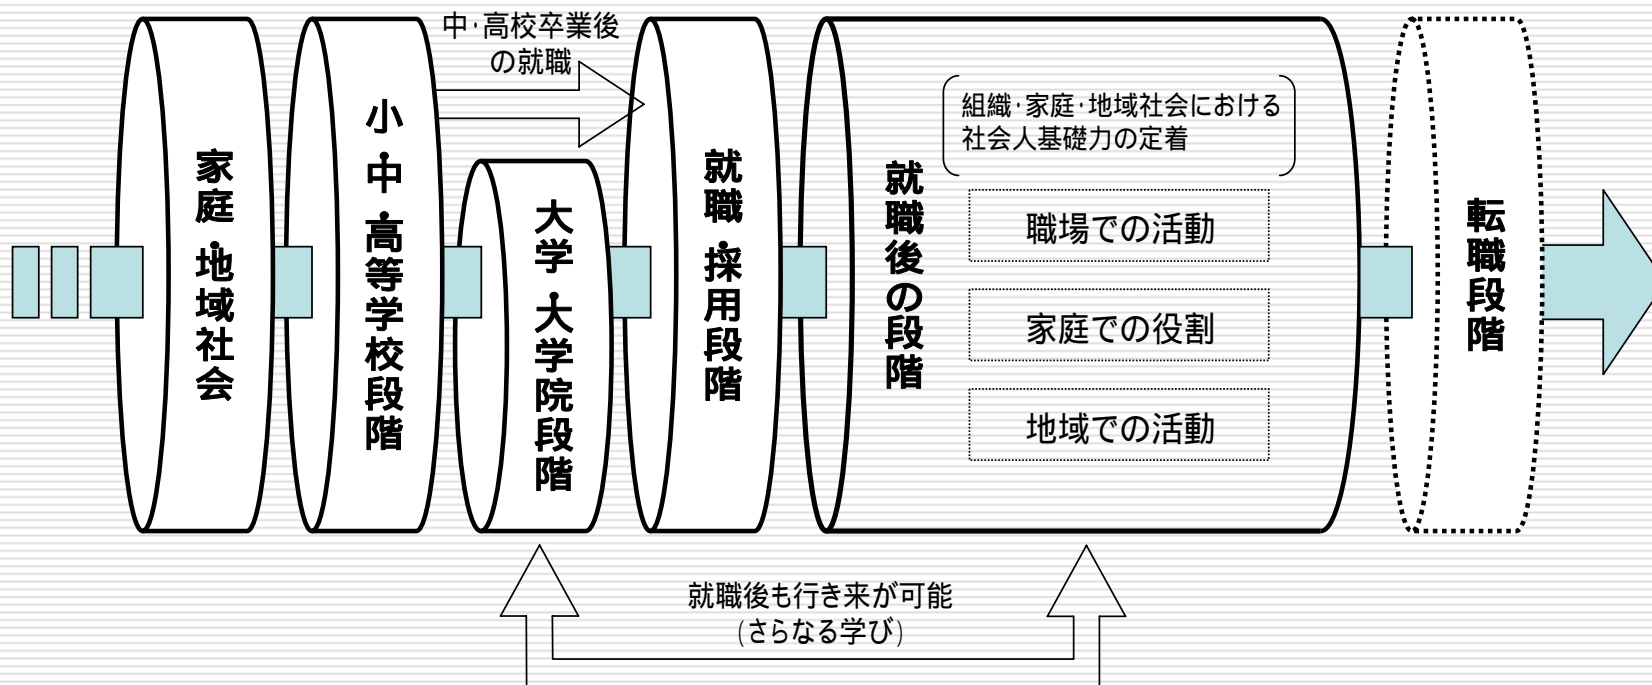 家庭・地域社会
小・中・高等学校段階
中・高校卒業後
の就職
大学・大学院段階
就職・採用段階
就職後の段階
組織・家庭・地域社会における
社会人基礎力の定着
職場での活動
家庭での役割
地域での活動
転職段階
就職後も行き来が可能
(さらなる学び)